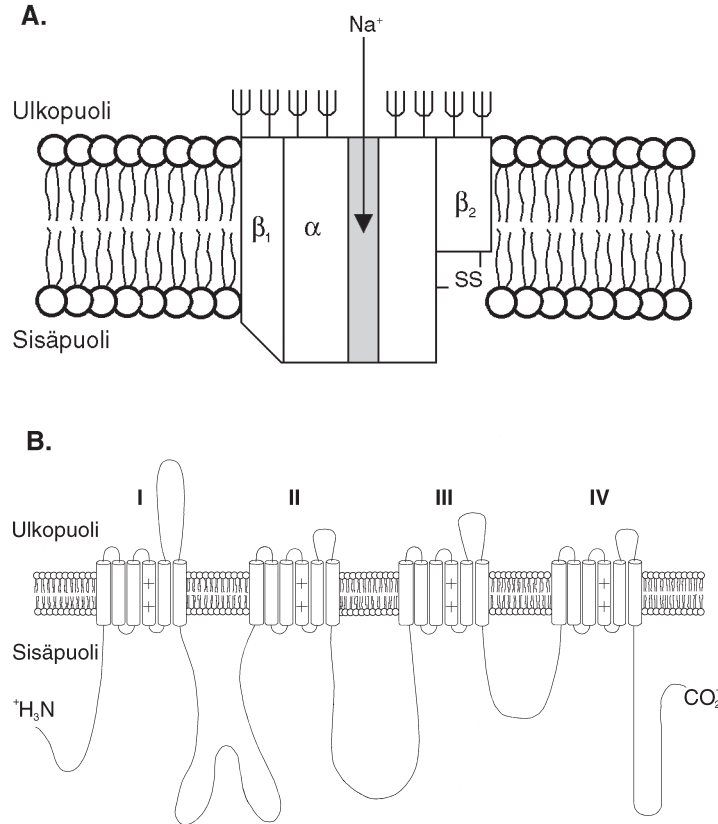 A.
Na⁺
Ulkopuoli
β₁ α β₂
SS
Sisäpuoli
B.
I II III IV
Ulkopuoli
+ + + +
+ + + +
Sisäpuoli
⁺H₃N
CO₂⁻